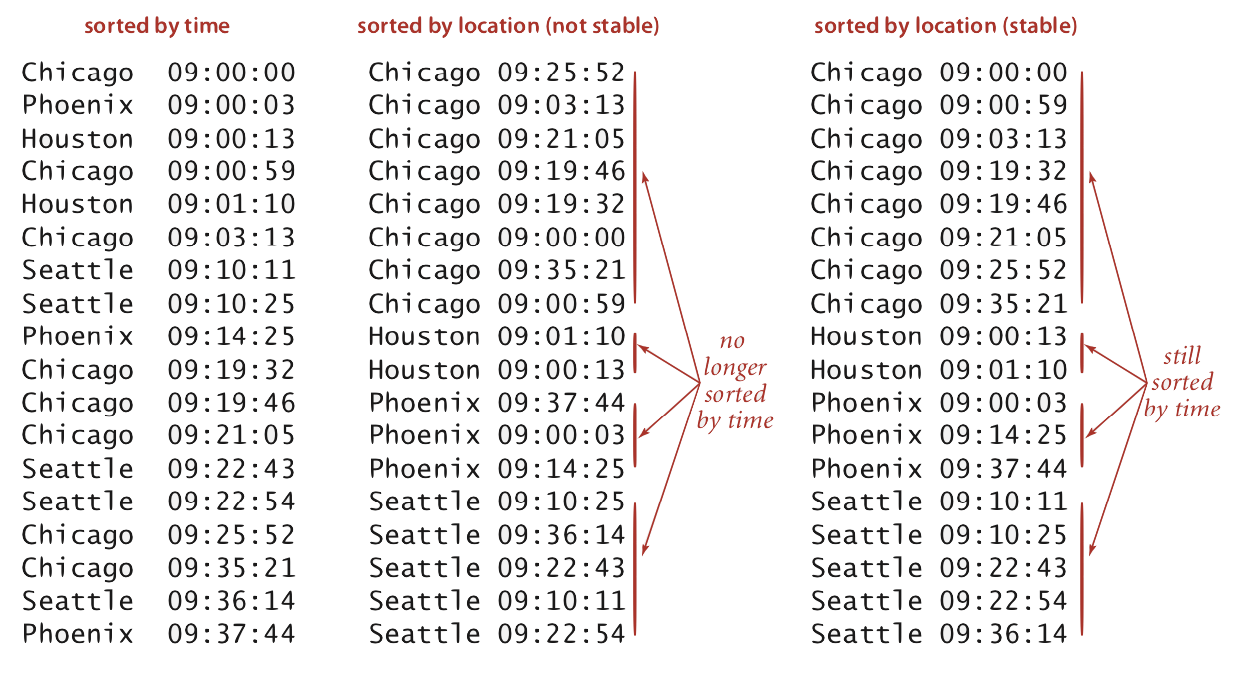 sorted by time
Chicago 09:00:00
Phoenix 09:00:03
Houston 09:00:13
Chicago 09:00:59
Houston 09:01:10
Chicago 09:03:13
Seattle 09:10:11
Seattle 09:10:25
Phoenix 09:14:25
Chicago 09:19:32
Chicago 09:19:46
Chicago 09:21:05
Seattle 09:22:43
Seattle 09:22:54
Chicago 09:25:52
Chicago 09:35:21
Seattle 09:36:14
Phoenix 09:37:44
sorted by location (not stable)
Chicago 09:25:52
Chicago 09:03:13
Chicago 09:21:05
Chicago 09:19:46
Chicago 09:19:32
Chicago 09:00:00
Chicago 09:35:21
Chicago 09:00:59
Houston 09:01:10
Houston 09:00:13
Phoenix 09:37:44
Phoenix 09:00:03
Phoenix 09:14:25
Seattle 09:10:25
Seattle 09:36:14
Seattle 09:22:43
Seattle 09:10:11
Seattle 09:22:54
no
longer
sorted
by time
sorted by location (stable)
Chicago 09:00:00
Chicago 09:00:59
Chicago 09:03:13
Chicago 09:19:32
Chicago 09:19:46
Chicago 09:21:05
Chicago 09:25:52
Chicago 09:35:21
Houston 09:00:13
Houston 09:01:10
Phoenix 09:00:03
Phoenix 09:14:25
Phoenix 09:37:44
Seattle 09:10:11
Seattle 09:10:25
Seattle 09:22:43
Seattle 09:22:54
Seattle 09:36:14
still
sorted
by time